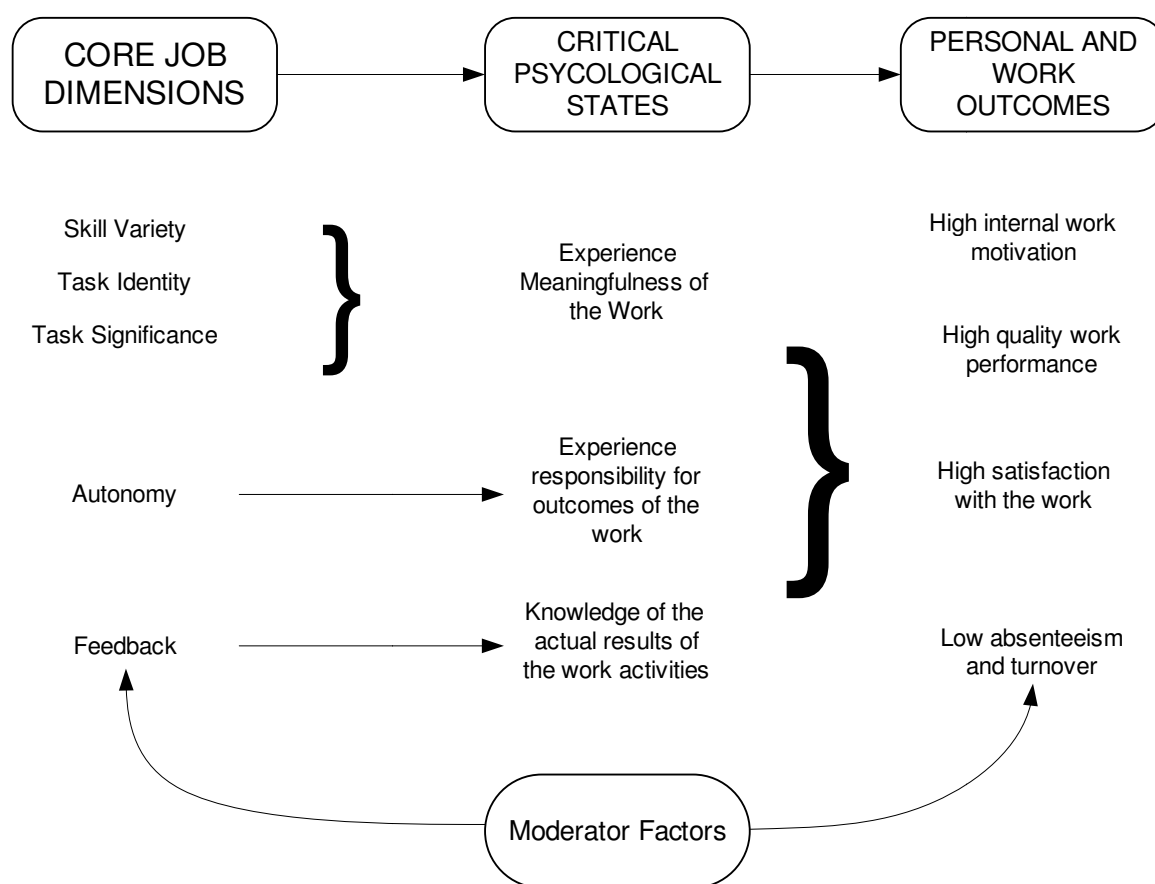 CORE JOB
DIMENSIONS
CRITICAL
PSYCOLOGICAL
STATES
PERSONAL AND
WORK
OUTCOMES
Skill Variety
Task Identity
Task Significance
Experience
Meaningfulness of
the Work
High internal work
motivation
High quality work
performance
Autonomy
Experience
responsibility for
outcomes of the
work
High satisfaction
with the work
Feedback
Knowledge of the
actual results of
the work activities
Low absenteeism
and turnover
Moderator Factors